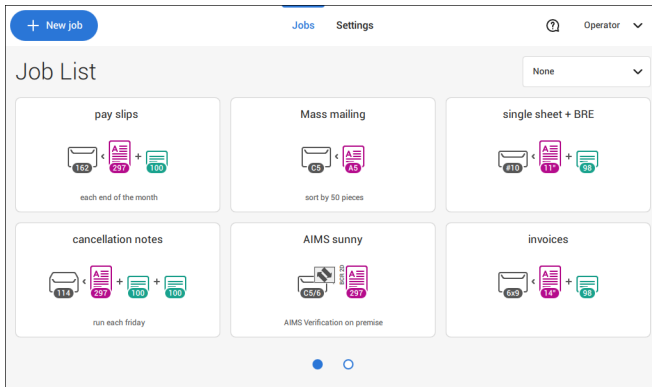 + New job
Jobs
Settings
Operator
Job List
None
pay slips
162
297
+
100
each end of the month
Mass mailing
C5
A5
sort by 50 pieces
single sheet + BRE
#10
11"
+
98
cancellation notes
114
297
+
100
+
100
run each friday
AIMS sunny
C5/6
BCR 2D
297
AIMS Verification on premise
invoices
6x9
14"
+
98